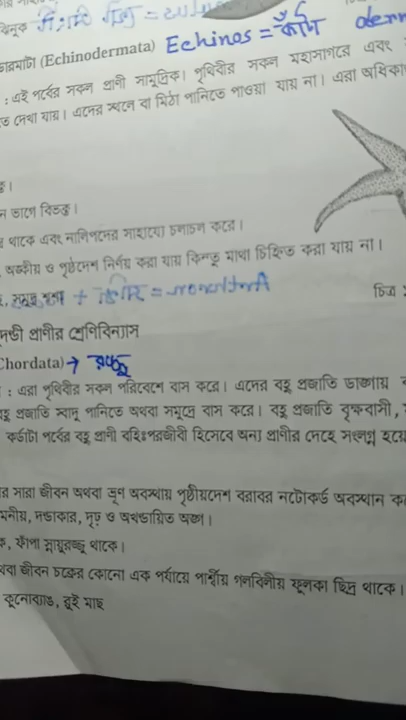 ঝিনুক
(Echinodermata) Echinos = কাঁটা derm
: এই পর্বের সকল প্রাণী সামুদ্রিক। পৃথিবীর সকল মহাসাগরে এবং
দেখা যায়। এদের স্থলে বা মিঠা পানিতে পাওয়া যায় না। এরা অধিকাং
ভাগে বিভক্ত।
থাকে এবং নালিপদের সাহায্যে চলাচল করে।
অঙ্কীয় ও পৃষ্ঠদেশ নির্ণয় করা যায় কিন্তু মাথা চিহ্নিত করা যায় না।
চিত্র :
দণ্ডী প্রাণীর শ্রেণিবিন্যাস
Chordata) → রজ্জু
: এরা পৃথিবীর সকল পরিবেশে বাস করে। এদের বহু প্রজাতি ডাঙ্গায়
প্রজাতি স্বাদু পানিতে অথবা সমুদ্রে বাস করে। বহু প্রজাতি বৃক্ষবাসী,
কর্ডাটা পর্বের বহু প্রাণী বহিঃপরজীবী হিসেবে অন্য প্রাণীর দেহে সংলগ্ন হয়ে
সারা জীবন অথবা ভ্রূণ অবস্থায় পৃষ্ঠীয়দেশ বরাবর নটোকর্ড অবস্থান
মনীয়, দণ্ডাকার, দৃঢ় ও অখণ্ডায়িত অঙ্গ।
ক, ফাঁপা স্নায়ুরজ্জু থাকে।
থবা জীবন চক্রের কোনো এক পর্যায়ে পার্শ্বীয় গলবিলীয় ফুলকা ছিদ্র থাকে।
কুনোব্যাঙ, রুই মাছ